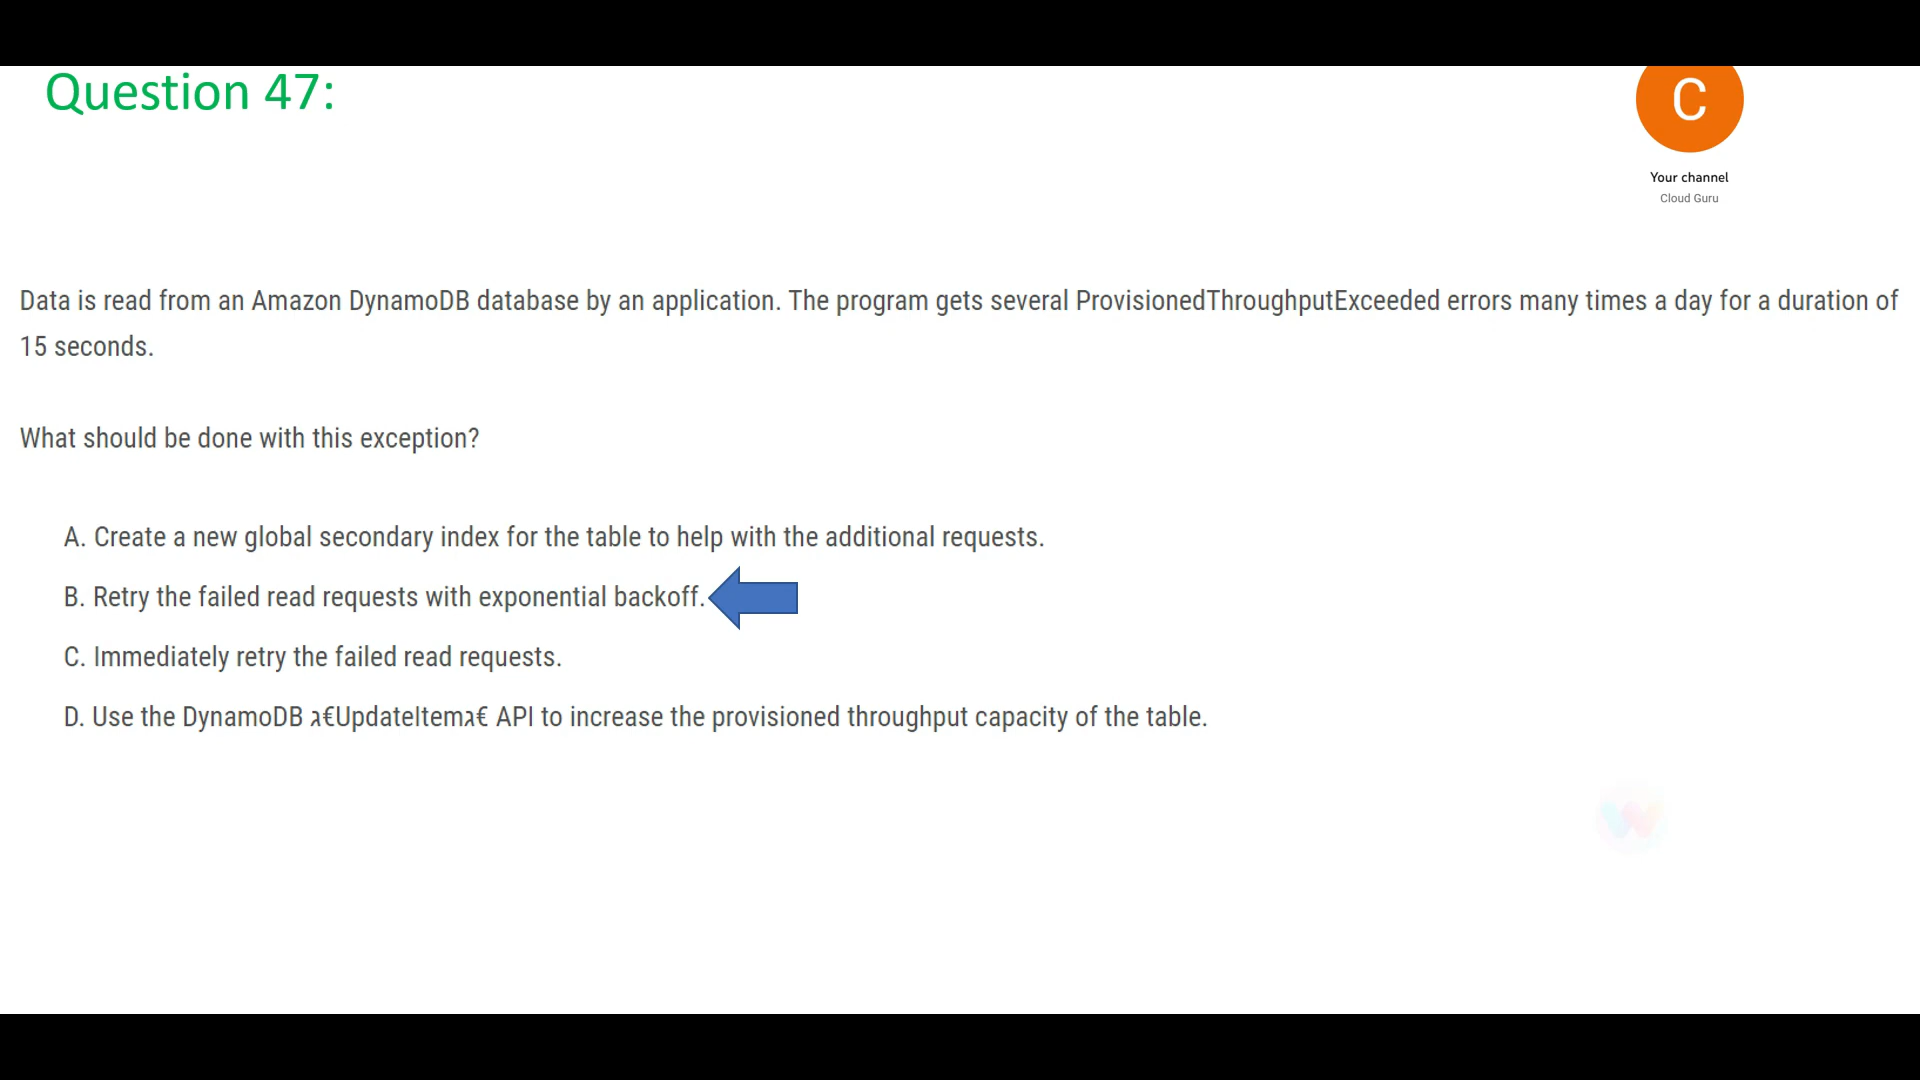 Question 47:
C
Your channel
Cloud Guru
Data is read from an Amazon DynamoDB database by an application. The program gets several ProvisionedThroughputExceeded errors many times a day for a duration of
15 seconds.
What should be done with this exception?
A. Create a new global secondary index for the table to help with the additional requests.
B. Retry the failed read requests with exponential backoff.
C. Immediately retry the failed read requests.
D. Use the DynamoDB ג€UpdateItemג€ API to increase the provisioned throughput capacity of the table.